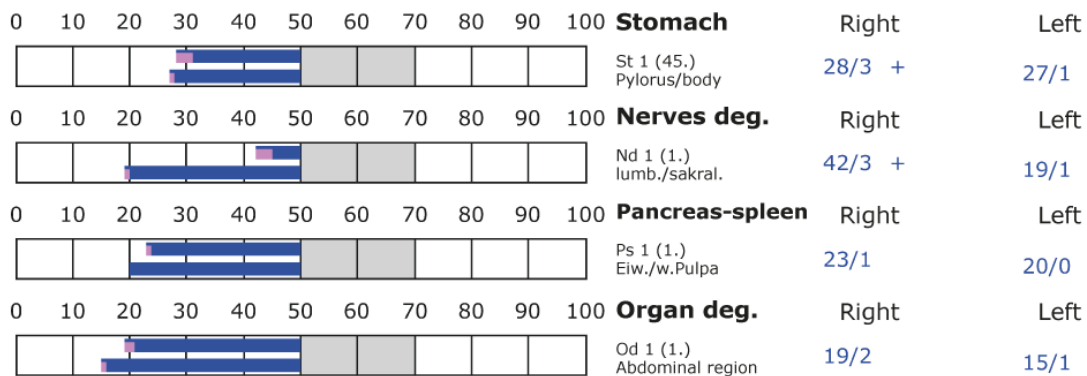 0 10 20 30 40 50 60 70 80 90 100 Stomach Right Left
St 1 (45.) 28/3 + 27/1
Pylorus/body
0 10 20 30 40 50 60 70 80 90 100 Nerves deg. Right Left
Nd 1 (1.) 42/3 + 19/1
lumb./sakral.
0 10 20 30 40 50 60 70 80 90 100 Pancreas-spleen Right Left
Ps 1 (1.) 23/1 20/0
Eiw./w.Pulpa
0 10 20 30 40 50 60 70 80 90 100 Organ deg. Right Left
Od 1 (1.) 19/2 15/1
Abdominal region